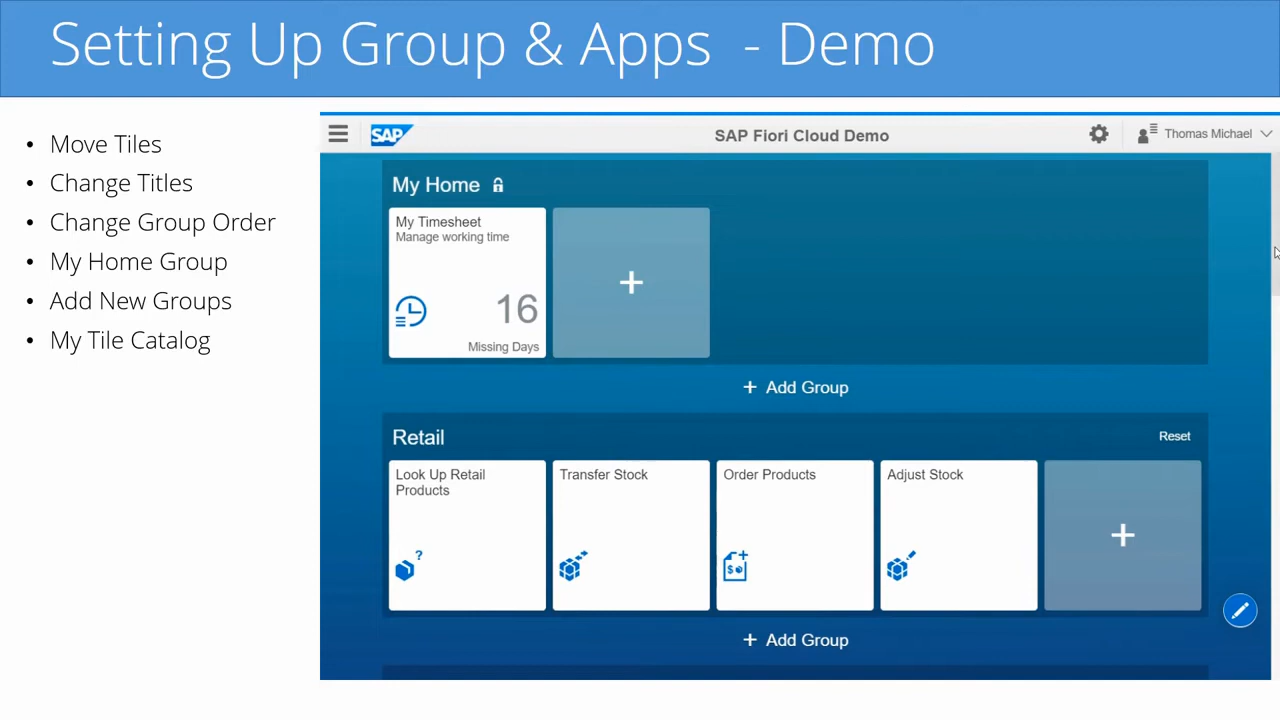 Setting Up Group & Apps - Demo
• Move Tiles
• Change Titles
• Change Group Order
• My Home Group
• Add New Groups
• My Tile Catalog
SAP
SAP Fiori Cloud Demo
Thomas Michael
My Home
My Timesheet
Manage working time
16
Missing Days
+
+ Add Group
Retail
Reset
Look Up Retail
Products
Transfer Stock
Order Products
Adjust Stock
+
+ Add Group